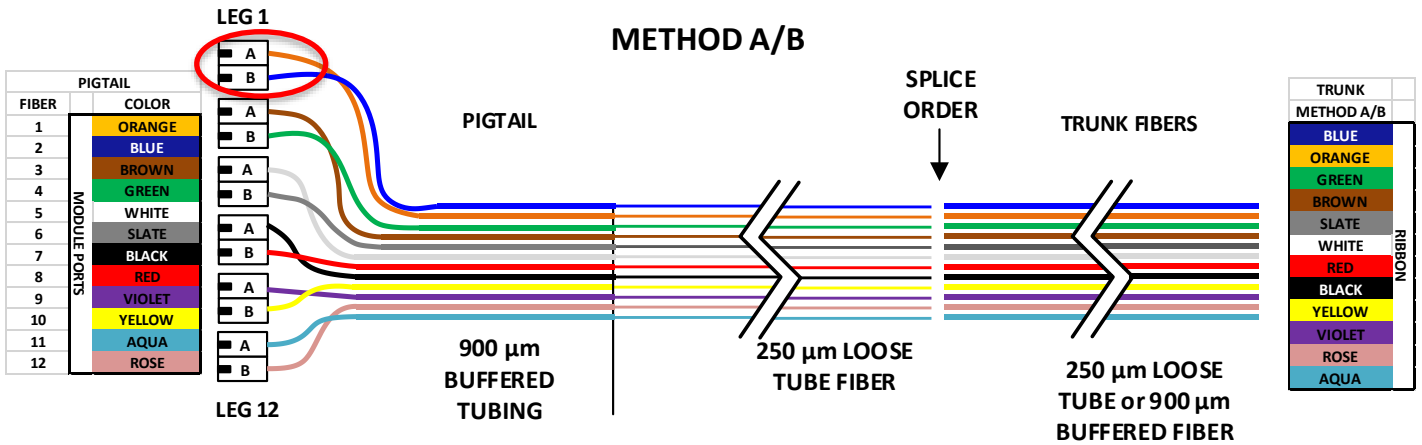 LEG 1
METHOD A/B
PIGTAIL
FIBER COLOR
1 ORANGE
2 BLUE
3 BROWN
4 GREEN
5 WHITE
6 SLATE
7 BLACK
8 RED
9 VIOLET
10 YELLOW
11 AQUA
12 ROSE
MODULE PORTS
A
B
A
B
A
B
A
B
A
B
A
B
LEG 12
PIGTAIL
SPLICE
ORDER
TRUNK FIBERS
900 µm
BUFFERED
TUBING
250 µm LOOSE
TUBE FIBER
250 µm LOOSE
TUBE or 900 µm
BUFFERED FIBER
TRUNK
METHOD A/B
BLUE
ORANGE
GREEN
BROWN
SLATE
WHITE
RED
BLACK
YELLOW
VIOLET
ROSE
AQUA
RIBBON